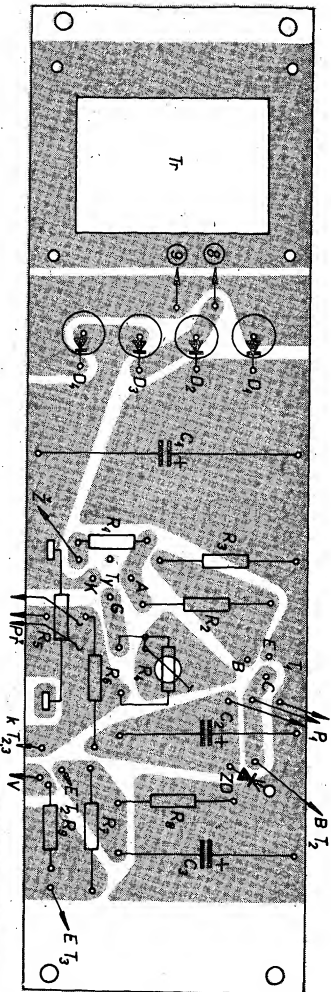 Tr
9
8
D4
D3
D2
D1
C1
+
R1
R3
Ty
A
K
G
R2
Z
E
B
C
T1
R4
R5
R6
Př
P1
C2
+
B T2
ZD
k T2,3
V
E T2
R7
R8
R9
C3
+
E T3